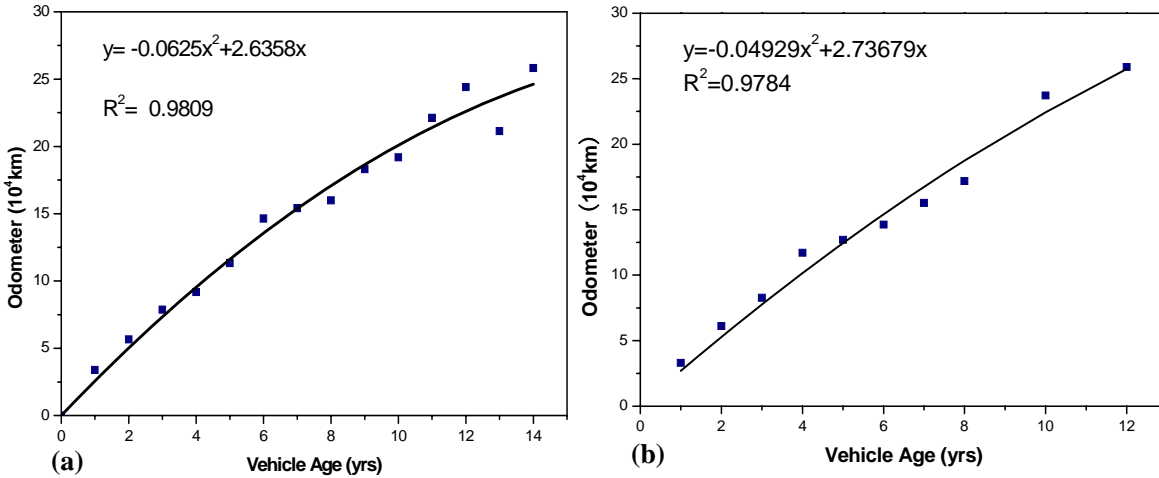 y= -0.0625x²+2.6358x
R²= 0.9809
Odometer (10⁴km)
30
25
20
15
10
5
0
0 2 4 6 8 10 12 14
Vehicle Age (yrs)
(a)
y=-0.04929x²+2.73679x
R²=0.9784
Odometer (10⁴km)
30
25
20
15
10
5
0
0 2 4 6 8 10 12
Vehicle Age (yrs)
(b)